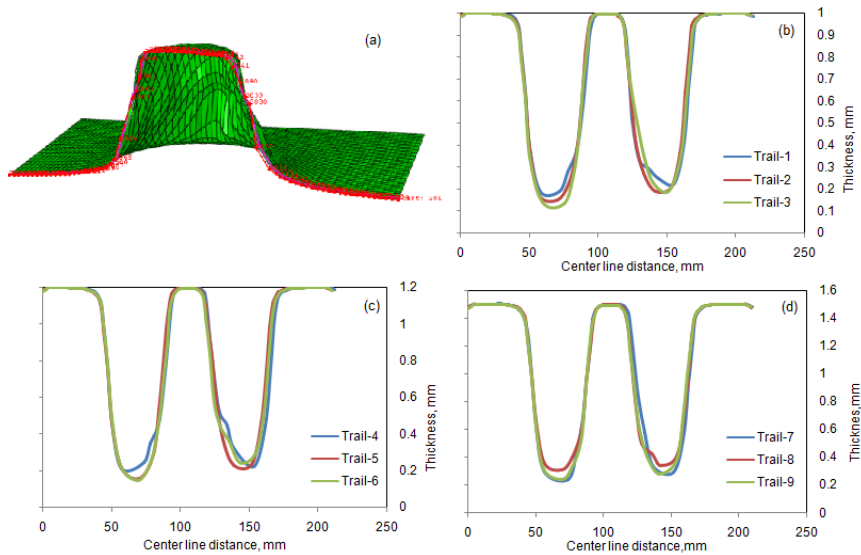 (a)
(b)
1
0.9
0.8
0.7
0.6
0.5
0.4
0.3
0.2
0.1
0
Thickness, mm
Trail-1
Trail-2
Trail-3
0 50 100 150 200 250
Center line distance, mm
(c)
1.2
1
0.8
0.6
0.4
0.2
0
Thickness, mm
Trail-4
Trail-5
Trail-6
0 50 100 150 200 250
Center line distance, mm
(d)
1.6
1.4
1.2
1
0.8
0.6
0.4
0.2
0
Thickness,mm
Trail-7
Trail-8
Trail-9
0 50 100 150 200 250
Center line distance, mm